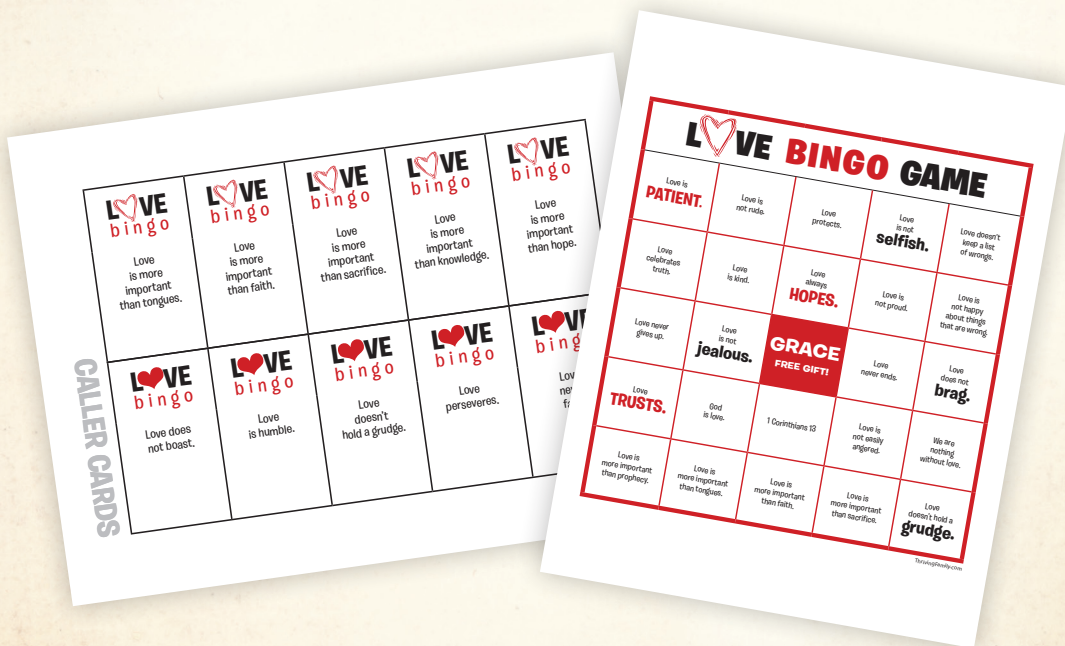 CALLER CARDS
LOVE
bingo
Love
is more
important
than tongues.
LOVE
bingo
Love
is more
important
than faith.
LOVE
bingo
Love
is more
important
than sacrifice.
LOVE
bingo
Love
is more
important
than knowledge.
LOVE
bingo
Love
is more
important
than hope.
LOVE
bingo
Love does
not boast.
LOVE
bingo
Love
is humble.
LOVE
bingo
Love
doesn't
hold a grudge.
LOVE
bingo
Love
perseveres.
LOVE BINGO GAME
Love is
PATIENT.
Love is
not rude.
Love
protects.
Love
is not
selfish.
Love doesn't
keep a list
of wrongs.
Love
celebrates
truth.
Love
is kind.
Love
always
HOPES.
Love is
not proud.
Love is
not happy
about things
that are wrong.
Love never
gives up.
Love
is not
jealous.
GRACE
FREE GIFT!
Love
never ends.
Love
does not
brag.
Love
TRUSTS.
God
is love.
1 Corinthians 13
Love is
not easily
angered.
We are
nothing
without love.
Love is
more important
than prophecy.
Love is
more important
than tongues.
Love is
more important
than faith.
Love is
more important
than sacrifice.
Love
doesn't hold a
grudge.
ThrivingFamily.com